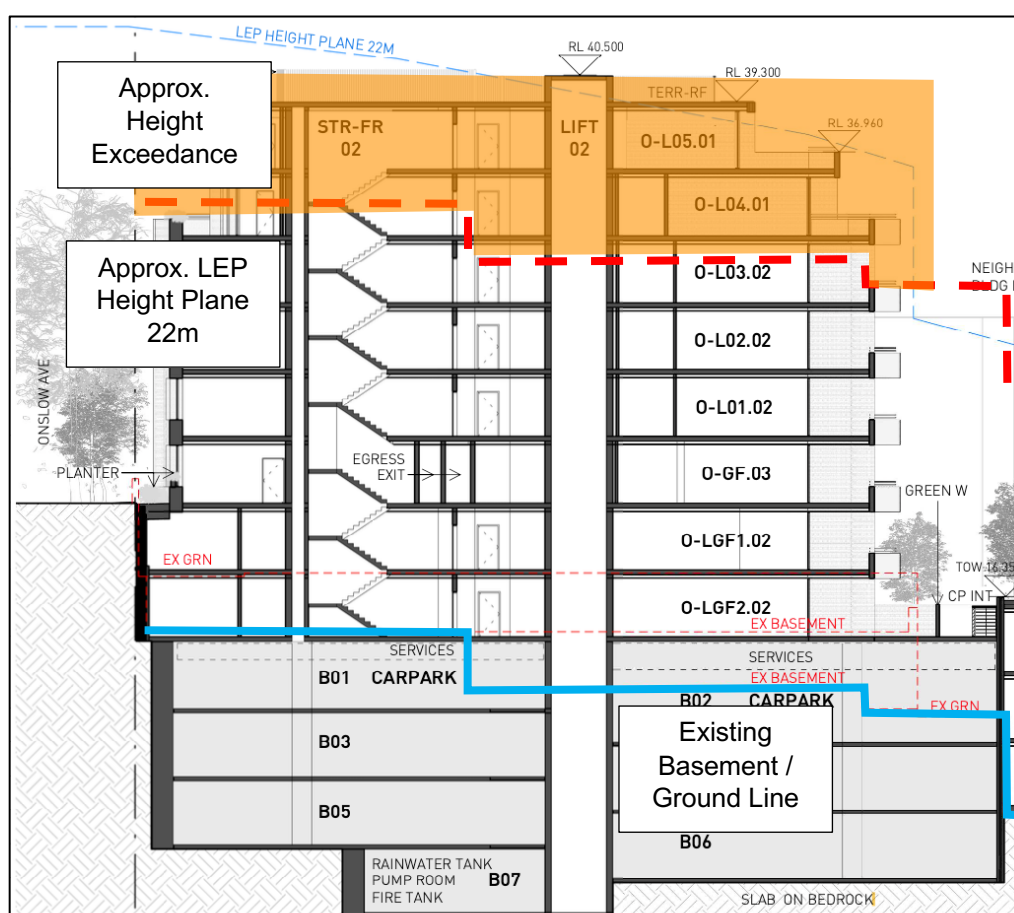 LEP HEIGHT PLANE 22M
RL 40.500
RL 39.300
TERR-RF
RL 36.960
Approx.
Height
Exceedance
STR-FR
02
LIFT
02
O-L05.01
O-L04.01
Approx. LEP
Height Plane
22m
O-L03.02
O-L02.02
O-L01.02
ONSLOW AVE
PLANTER
EGRESS
EXIT
O-GF.03
GREEN W
O-LGF1.02
EX GRN
TOW 16.35
CP INT
O-LGF2.02
EX BASEMENT
SERVICES
SERVICES
B01 CARPARK
EX BASEMENT
B02 CARPARK
EX GRN
Existing
Basement /
Ground Line
B03
B05
B06
RAINWATER TANK
PUMP ROOM
FIRE TANK
B07
SLAB ON BEDROCK